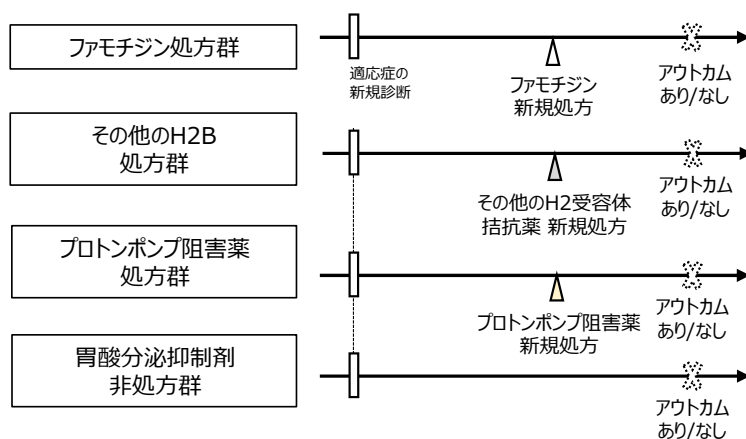 ファモチジン処方群
適応症の
新規診断
ファモチジン
新規処方
アウトカム
あり/なし
その他のH2B
処方群
その他のH2受容体
拮抗薬 新規処方
アウトカム
あり/なし
プロトンポンプ阻害薬
処方群
プロトンポンプ阻害薬
新規処方
アウトカム
あり/なし
胃酸分泌抑制剤
非処方群
アウトカム
あり/なし